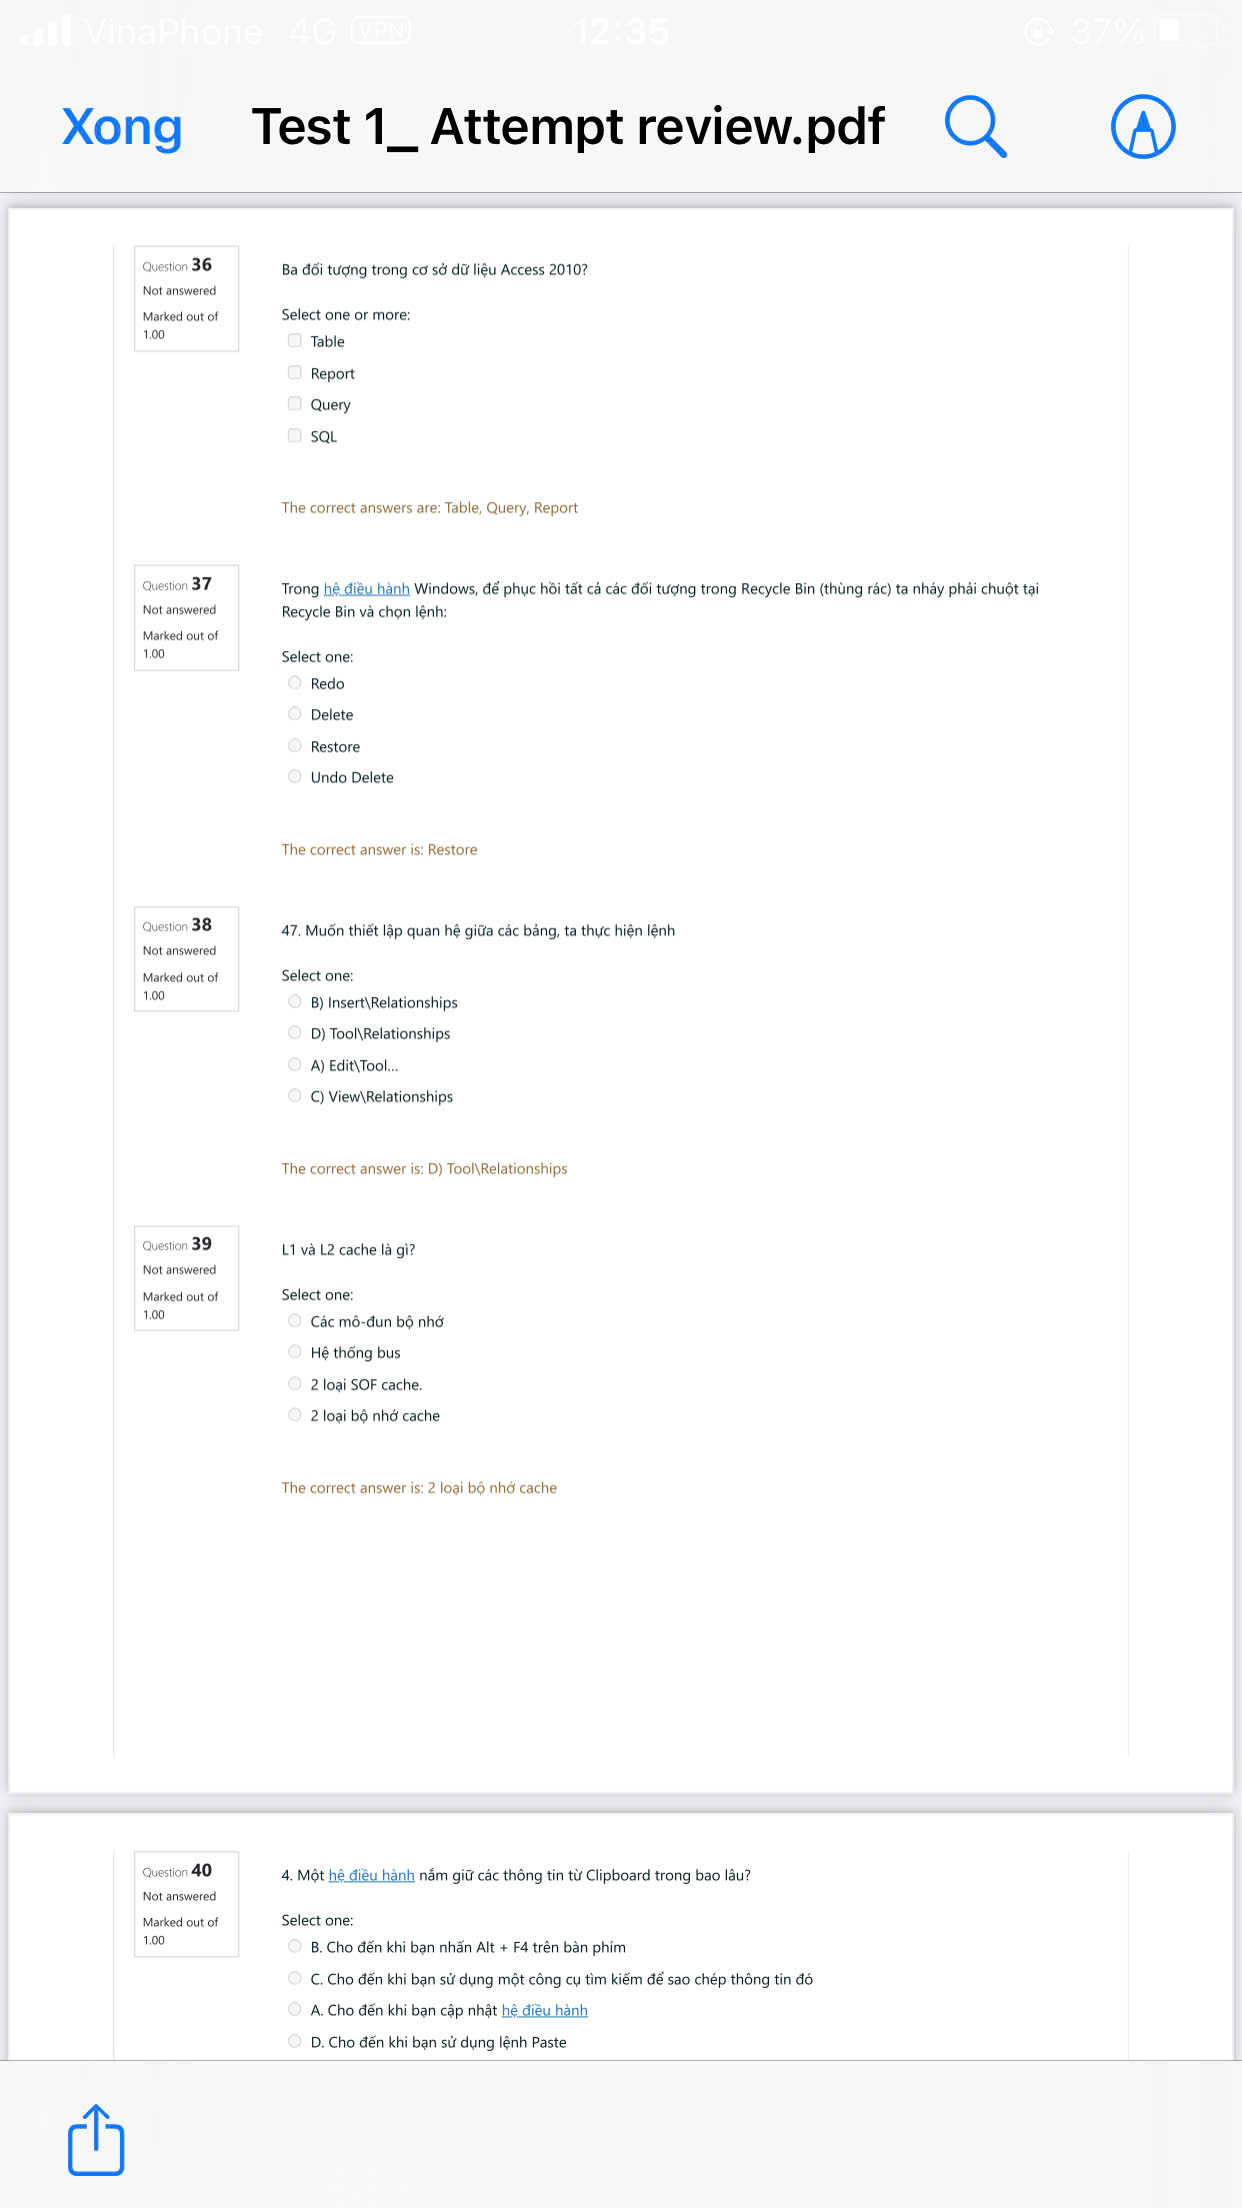 VinaPhone 4G VPN 12:35 37%
Xong Test 1_ Attempt review.pdf
Question 36
Not answered
Marked out of
1.00
Ba đối tượng trong cơ sở dữ liệu Access 2010?
Select one or more:
Table
Report
Query
SQL
The correct answers are: Table, Query, Report
Question 37
Not answered
Marked out of
1.00
Trong hệ điều hành Windows, để phục hồi tất cả các đối tượng trong Recycle Bin (thùng rác) ta nháy phải chuột tại
Recycle Bin và chọn lệnh:
Select one:
Redo
Delete
Restore
Undo Delete
The correct answer is: Restore
Question 38
Not answered
Marked out of
1.00
47. Muốn thiết lập quan hệ giữa các bảng, ta thực hiện lệnh
Select one:
B) Insert\Relationships
D) Tool\Relationships
A) Edit\Tool...
C) View\Relationships
The correct answer is: D) Tool\Relationships
Question 39
Not answered
Marked out of
1.00
L1 và L2 cache là gì?
Select one:
Các mô-đun bộ nhớ
Hệ thống bus
2 loại SOF cache.
2 loại bộ nhớ cache
The correct answer is: 2 loại bộ nhớ cache
Question 40
Not answered
Marked out of
1.00
4. Một hệ điều hành nắm giữ các thông tin từ Clipboard trong bao lâu?
Select one:
B. Cho đến khi bạn nhấn Alt + F4 trên bàn phím
C. Cho đến khi bạn sử dụng một công cụ tìm kiếm để sao chép thông tin đó
A. Cho đến khi bạn cập nhật hệ điều hành
D. Cho đến khi bạn sử dụng lệnh Paste